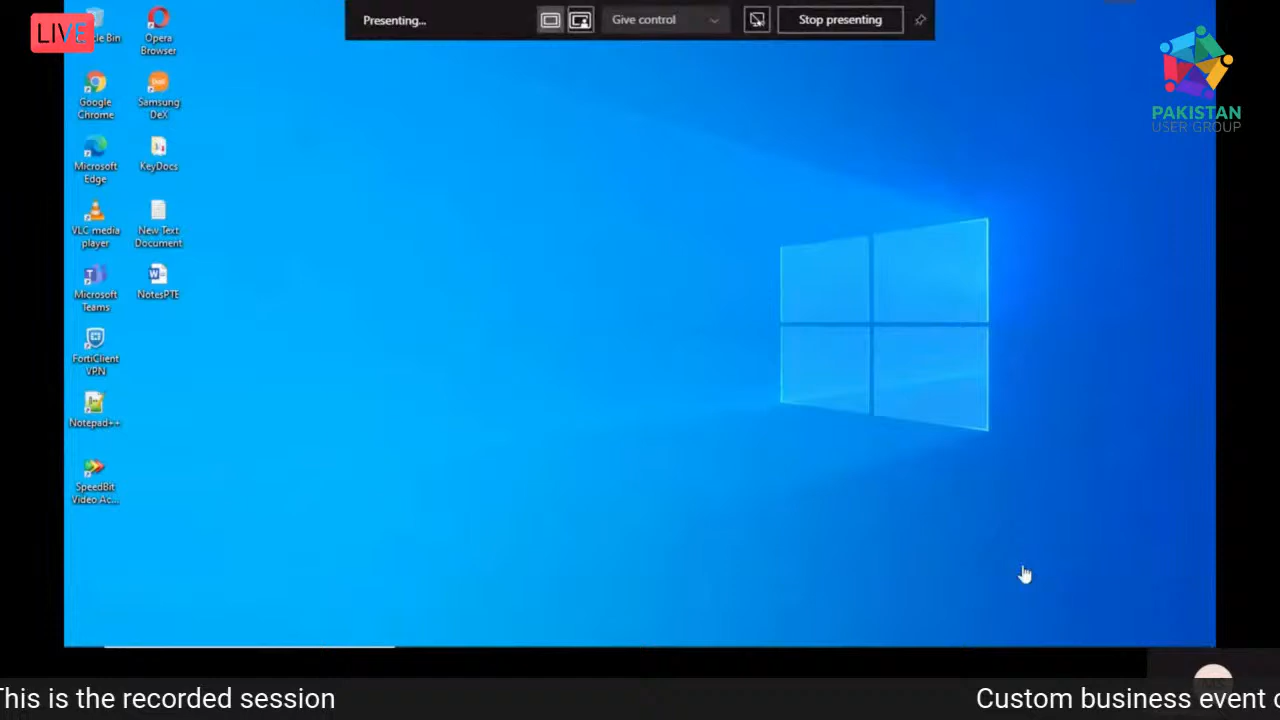 LIVE
Presenting...
Give control
Stop presenting
PAKISTAN
USER GROUP
Bin
Opera
Browser
Google
Chrome
Samsung
DeX
Microsoft
Edge
KeyDocs
VLC media
player
New Text
Document
Microsoft
Teams
NotesPTE
FortiClient
VPN
Notepad++
SpeedBit
Video Ac...
This is the recorded session
Custom business event